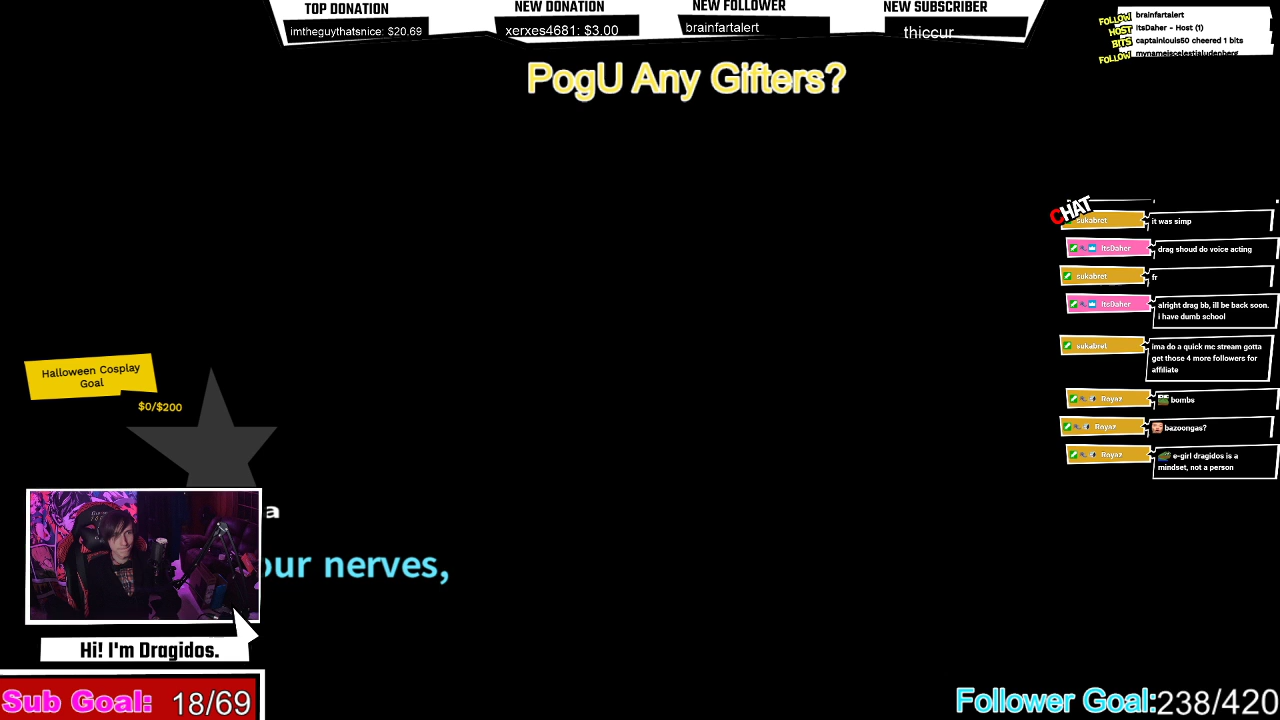 TOP DONATION
imtheguythatsnice: $20.69
NEW DONATION
xerxes4681: $3.00
NEW FOLLOWER
brainfartalert
NEW SUBSCRIBER
thiccur
FOLLOW brainfartalert
HOST ItsDaher - Host (1)
BITS captainlouis50 cheered 1 bits
FOLLOW mynameiscelestialudenberg
PogU Any Gifters?
CHAT
sukabret it was simp
ItsDaher drag shoud do voice acting
sukabret fr
ItsDaher alright drag bb, ill be back soon.
i have dumb school
sukabret ima do a quick mc stream gotta
get those 4 more followers for
affiliate
Royaz bombs
Royaz bazoongas?
Royaz e-girl dragidos is a
mindset, not a person
Halloween Cosplay
Goal
$0/$200
a
our nerves,
Hi! I'm Dragidos.
Sub Goal: 18/69
Follower Goal: 238/420